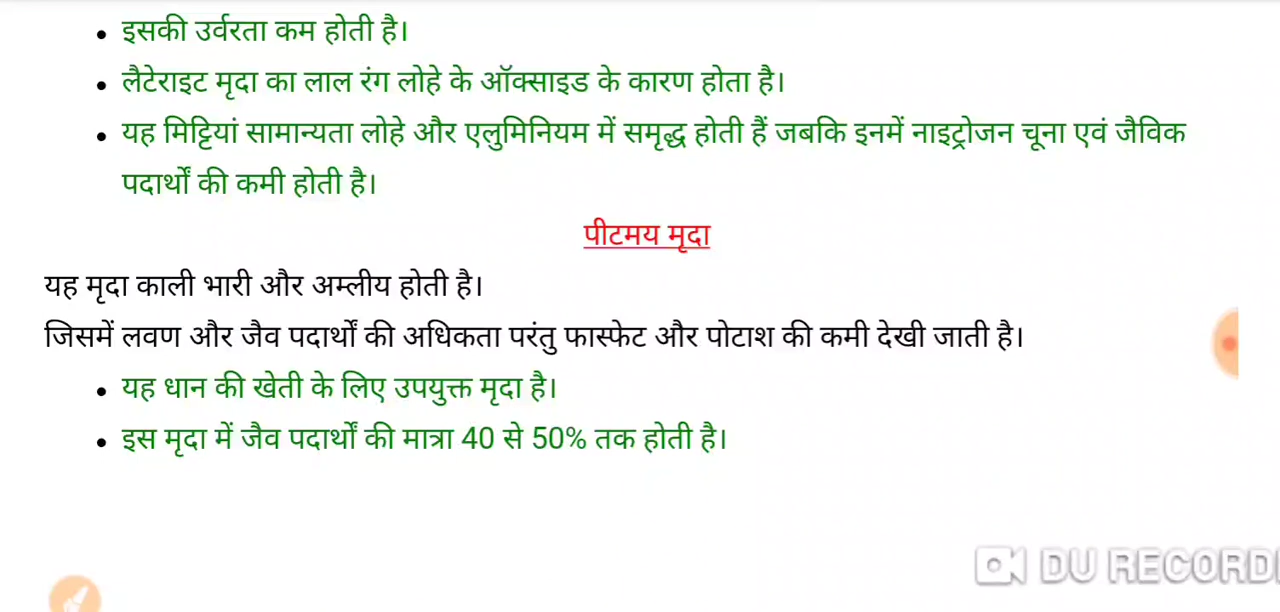 • इसकी उर्वरता कम होती है।
• लैटेराइट मृदा का लाल रंग लोहे के ऑक्साइड के कारण होता है।
• यह मिट्टियां सामान्यता लोहे और एलुमिनियम में समृद्ध होती हैं जबकि इनमें नाइट्रोजन चूना एवं जैविक
पदार्थों की कमी होती है।
पीटमय मृदा
यह मृदा काली भारी और अम्लीय होती है।
जिसमें लवण और जैव पदार्थों की अधिकता परंतु फास्फेट और पोटाश की कमी देखी जाती है।
• यह धान की खेती के लिए उपयुक्त मृदा है।
• इस मृदा में जैव पदार्थों की मात्रा 40 से 50% तक होती है।
DU RECORD